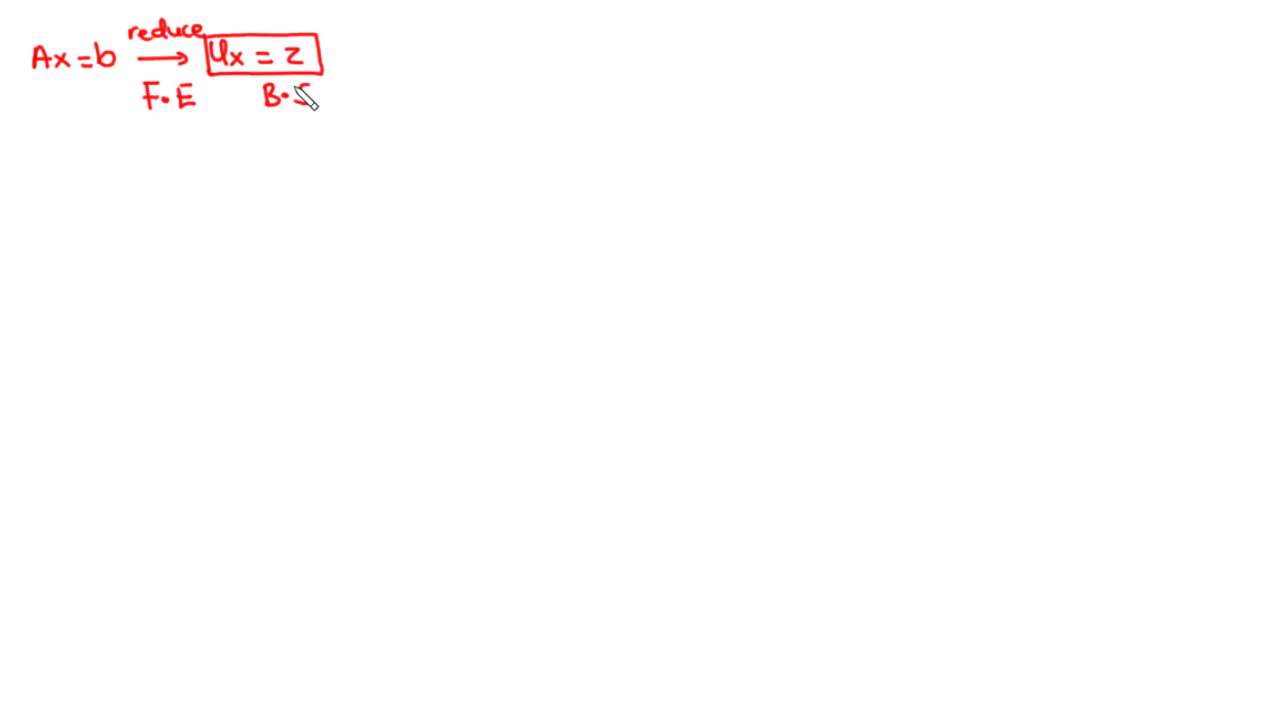 reduce
Ax=b → Ux = z
F.E B.S